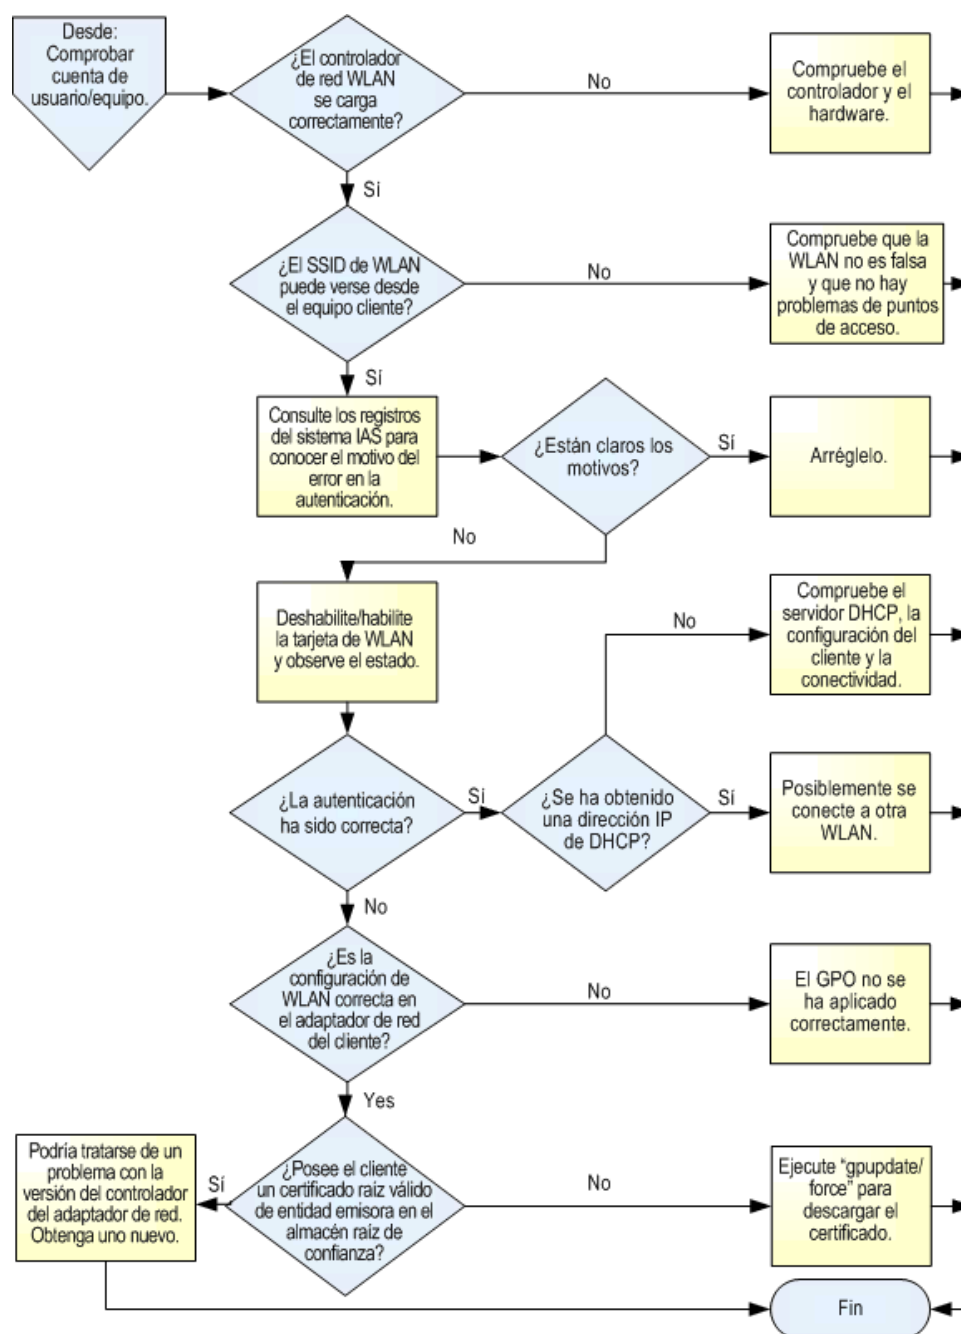 Desde:
Comprobar
cuenta de
usuario/equipo.
¿El controlador
de red WLAN
se carga
correctamente?
No
Compruebe el
controlador y el
hardware.
Sí
¿El SSID de WLAN
puede verse desde
el equipo cliente?
No
Compruebe que la
WLAN no es falsa
y que no hay
problemas de puntos
de acceso.
Sí
Consulte los registros
del sistema IAS para
conocer el motivo del
error en la
autenticación.
¿Están claros los
motivos?
Sí
Arréglelo.
No
Deshabilite/habilite
la tarjeta de WLAN
y observe el estado.
No
Compruebe el
servidor DHCP, la
configuración del
cliente y la
conectividad.
¿La autenticación
ha sido correcta?
Sí
¿Se ha obtenido
una dirección IP
de DHCP?
Sí
Posiblemente se
conecte a otra
WLAN.
No
¿Es la
configuración de
WLAN correcta en
el adaptador de red
del cliente?
No
El GPO no se
ha aplicado
correctamente.
Yes
¿Posee el cliente
un certificado raíz válido
de entidad emisora en el
almacén raíz de
confianza?
Sí
Podría tratarse de un
problema con la
versión del controlador
del adaptador de red.
Obtenga uno nuevo.
No
Ejecute “gpupdate/
force” para
descargar el
certificado.
Fin